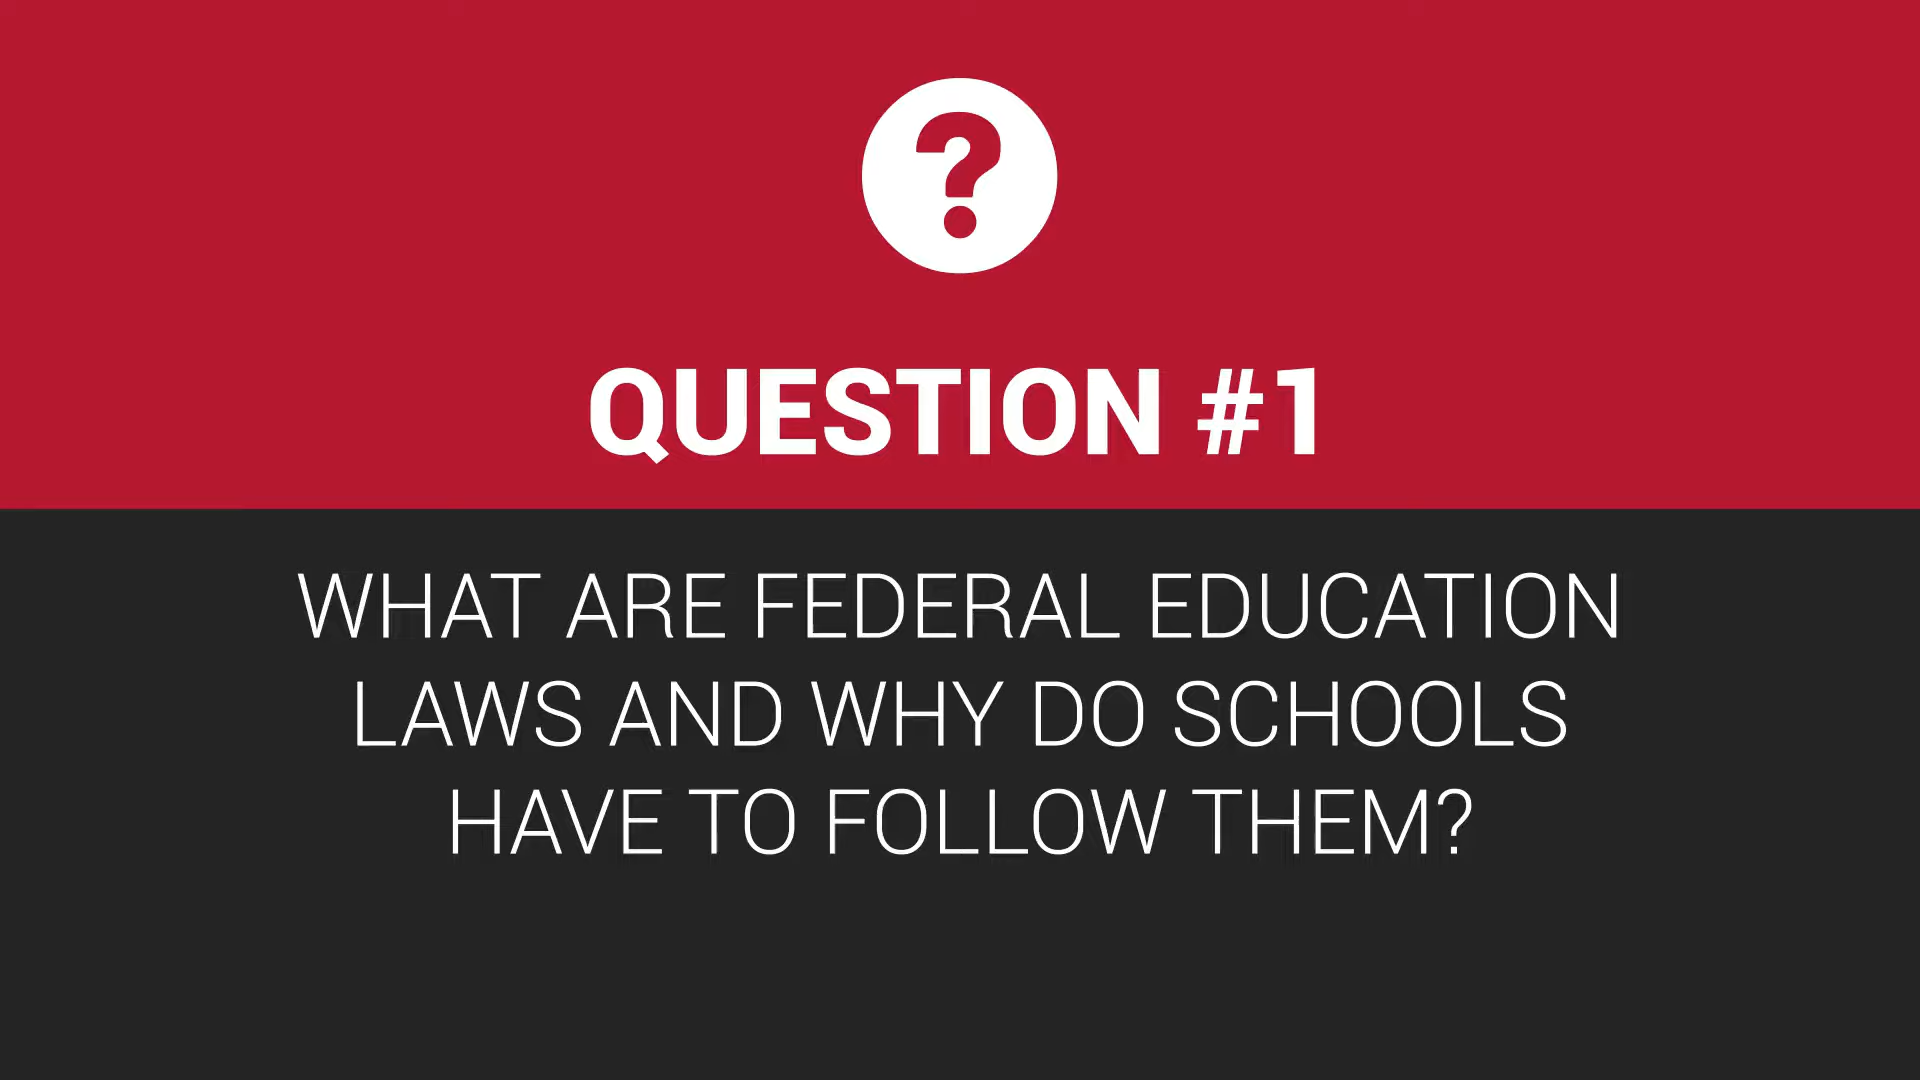 ?
QUESTION #1
WHAT ARE FEDERAL EDUCATION
LAWS AND WHY DO SCHOOLS
HAVE TO FOLLOW THEM?